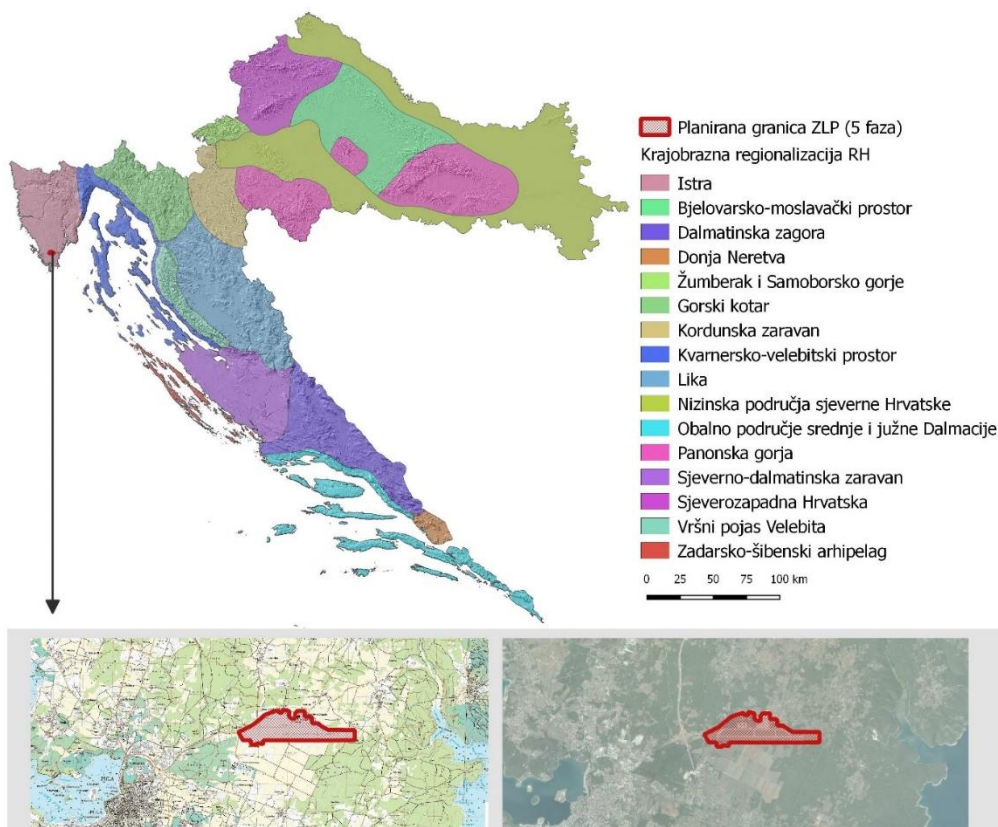 Planirana granica ZLP (5 faza)
Krajobrazna regionalizacija RH
Istra
Bjelovarsko-moslavački prostor
Dalmatinska zagora
Donja Neretva
Žumberak i Samoborsko gorje
Gorski kotar
Kordunska zaravan
Kvarnersko-velebitski prostor
Lika
Nizinska područja sjeverne Hrvatske
Obalno područje srednje i južne Dalmacije
Panonska gorja
Sjeverno-dalmatinska zaravan
Sjeverozapadna Hrvatska
Vršni pojas Velebita
Zadarsko-šibenski arhipelag
0 25 50 75 100 km
PULA